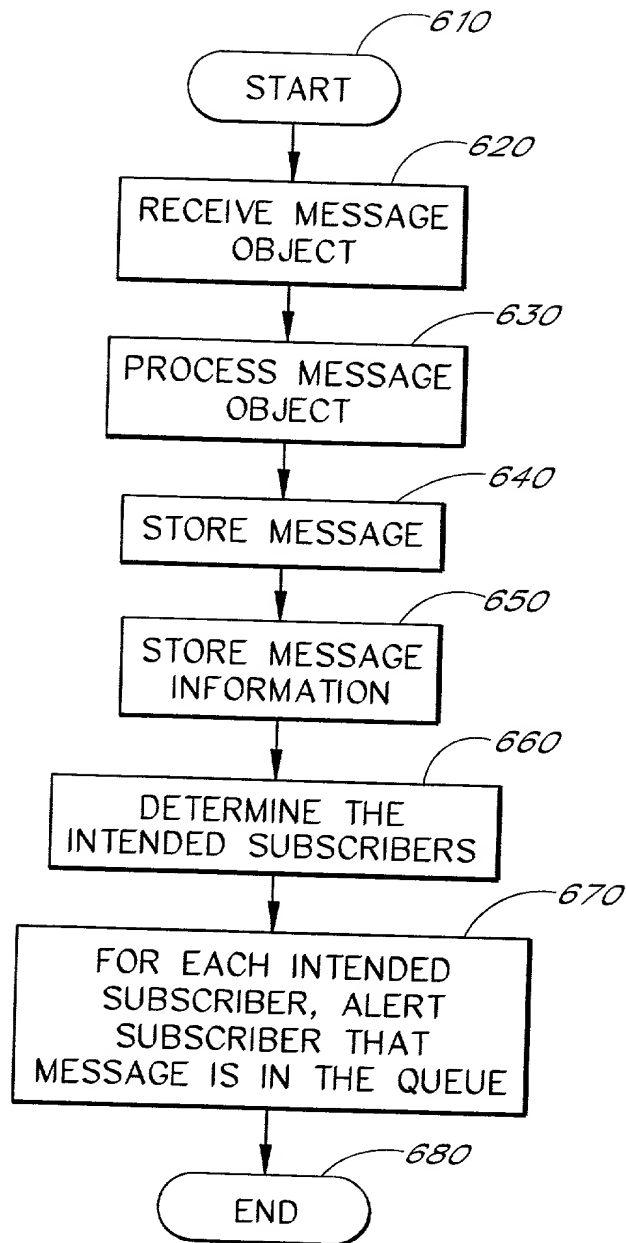 610
START
620
RECEIVE MESSAGE
OBJECT
630
PROCESS MESSAGE
OBJECT
640
STORE MESSAGE
650
STORE MESSAGE
INFORMATION
660
DETERMINE THE
INTENDED SUBSCRIBERS
670
FOR EACH INTENDED
SUBSCRIBER, ALERT
SUBSCRIBER THAT
MESSAGE IS IN THE QUEUE
680
END